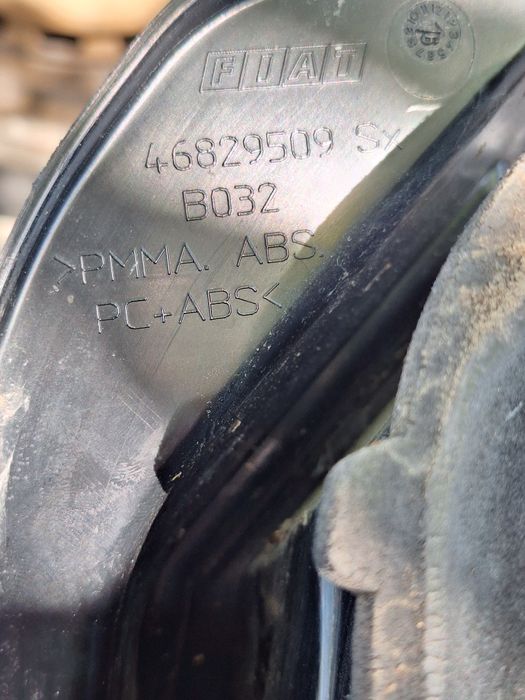 FIAT
46829509 Sx
B032
>PMMA. ABS.
PC+ABS<